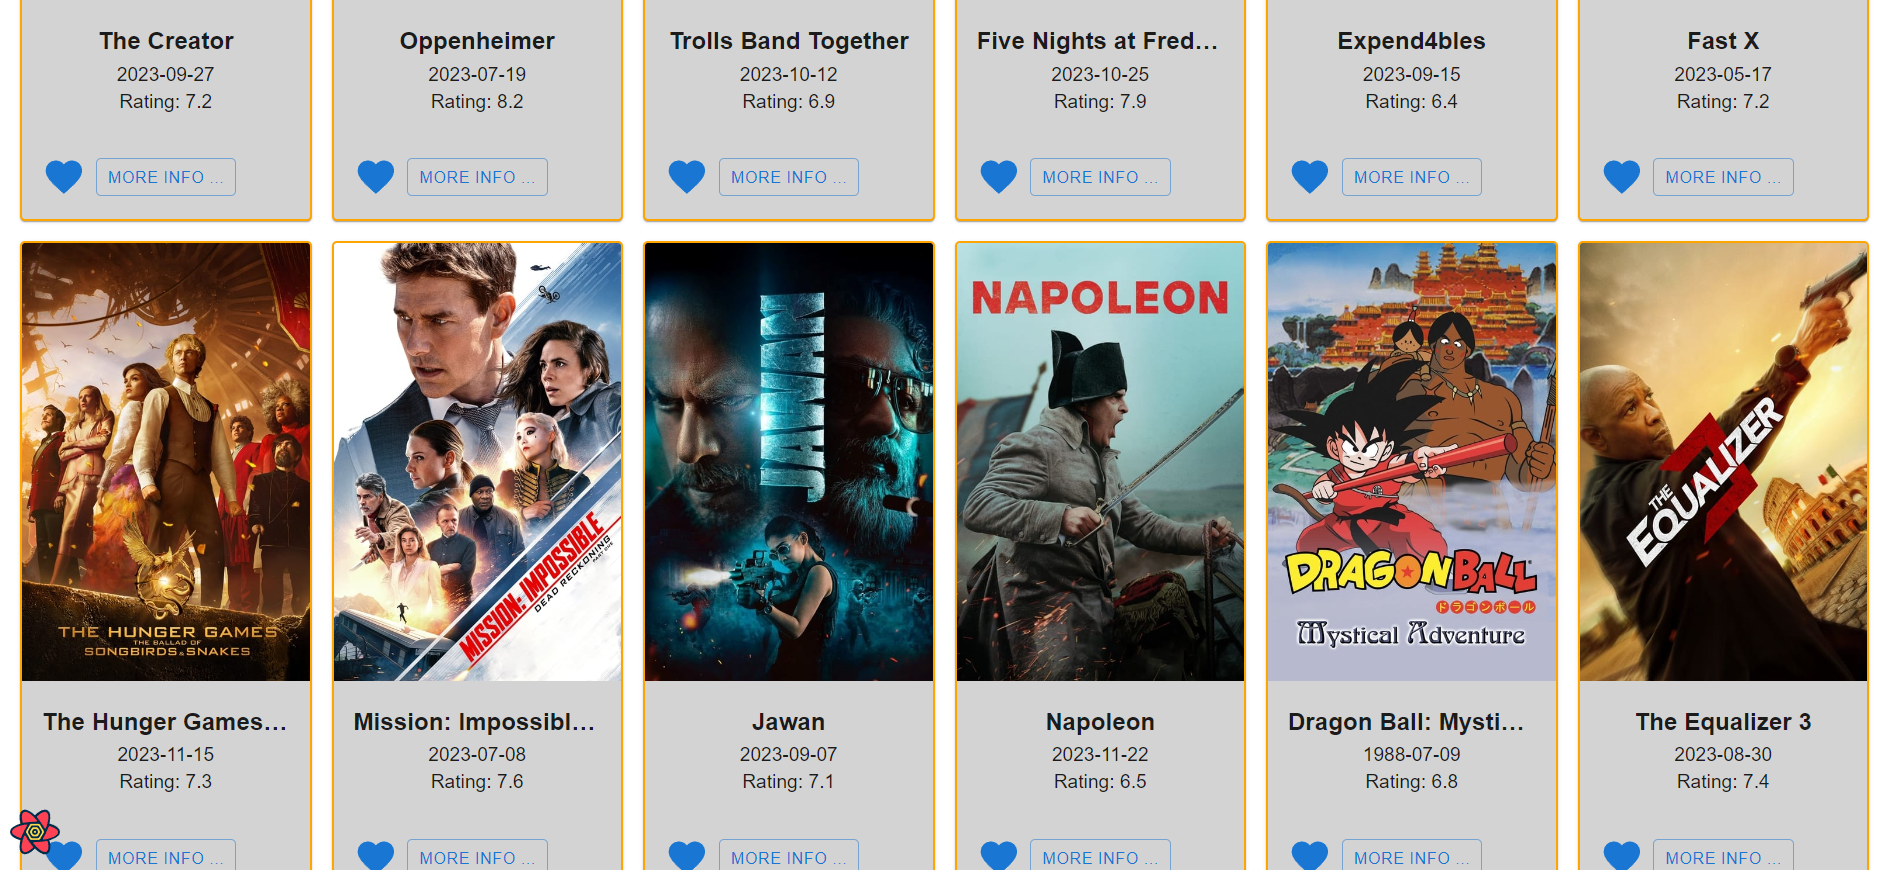 The Creator
2023-09-27
Rating: 7.2
MORE INFO ...
Oppenheimer
2023-07-19
Rating: 8.2
MORE INFO ...
Trolls Band Together
2023-10-12
Rating: 6.9
MORE INFO ...
Five Nights at Fred...
2023-10-25
Rating: 7.9
MORE INFO ...
Expend4bles
2023-09-15
Rating: 6.4
MORE INFO ...
Fast X
2023-05-17
Rating: 7.2
MORE INFO ...
THE HUNGER GAMES
THE BALLAD OF
SONGBIRDS & SNAKES
The Hunger Games...
2023-11-15
Rating: 7.3
MORE INFO ...
MISSION: IMPOSSIBLE
DEAD RECKONING
PART ONE
Mission: Impossibl...
2023-07-08
Rating: 7.6
MORE INFO ...
JAWAN
Jawan
2023-09-07
Rating: 7.1
MORE INFO ...
NAPOLEON
Napoleon
2023-11-22
Rating: 6.5
MORE INFO ...
DRAGON BALL
ドラゴンボール
Mystical Adventure
Dragon Ball: Mysti...
1988-07-09
Rating: 6.8
MORE INFO ...
THE
EQUALIZER
3
The Equalizer 3
2023-08-30
Rating: 7.4
MORE INFO ...